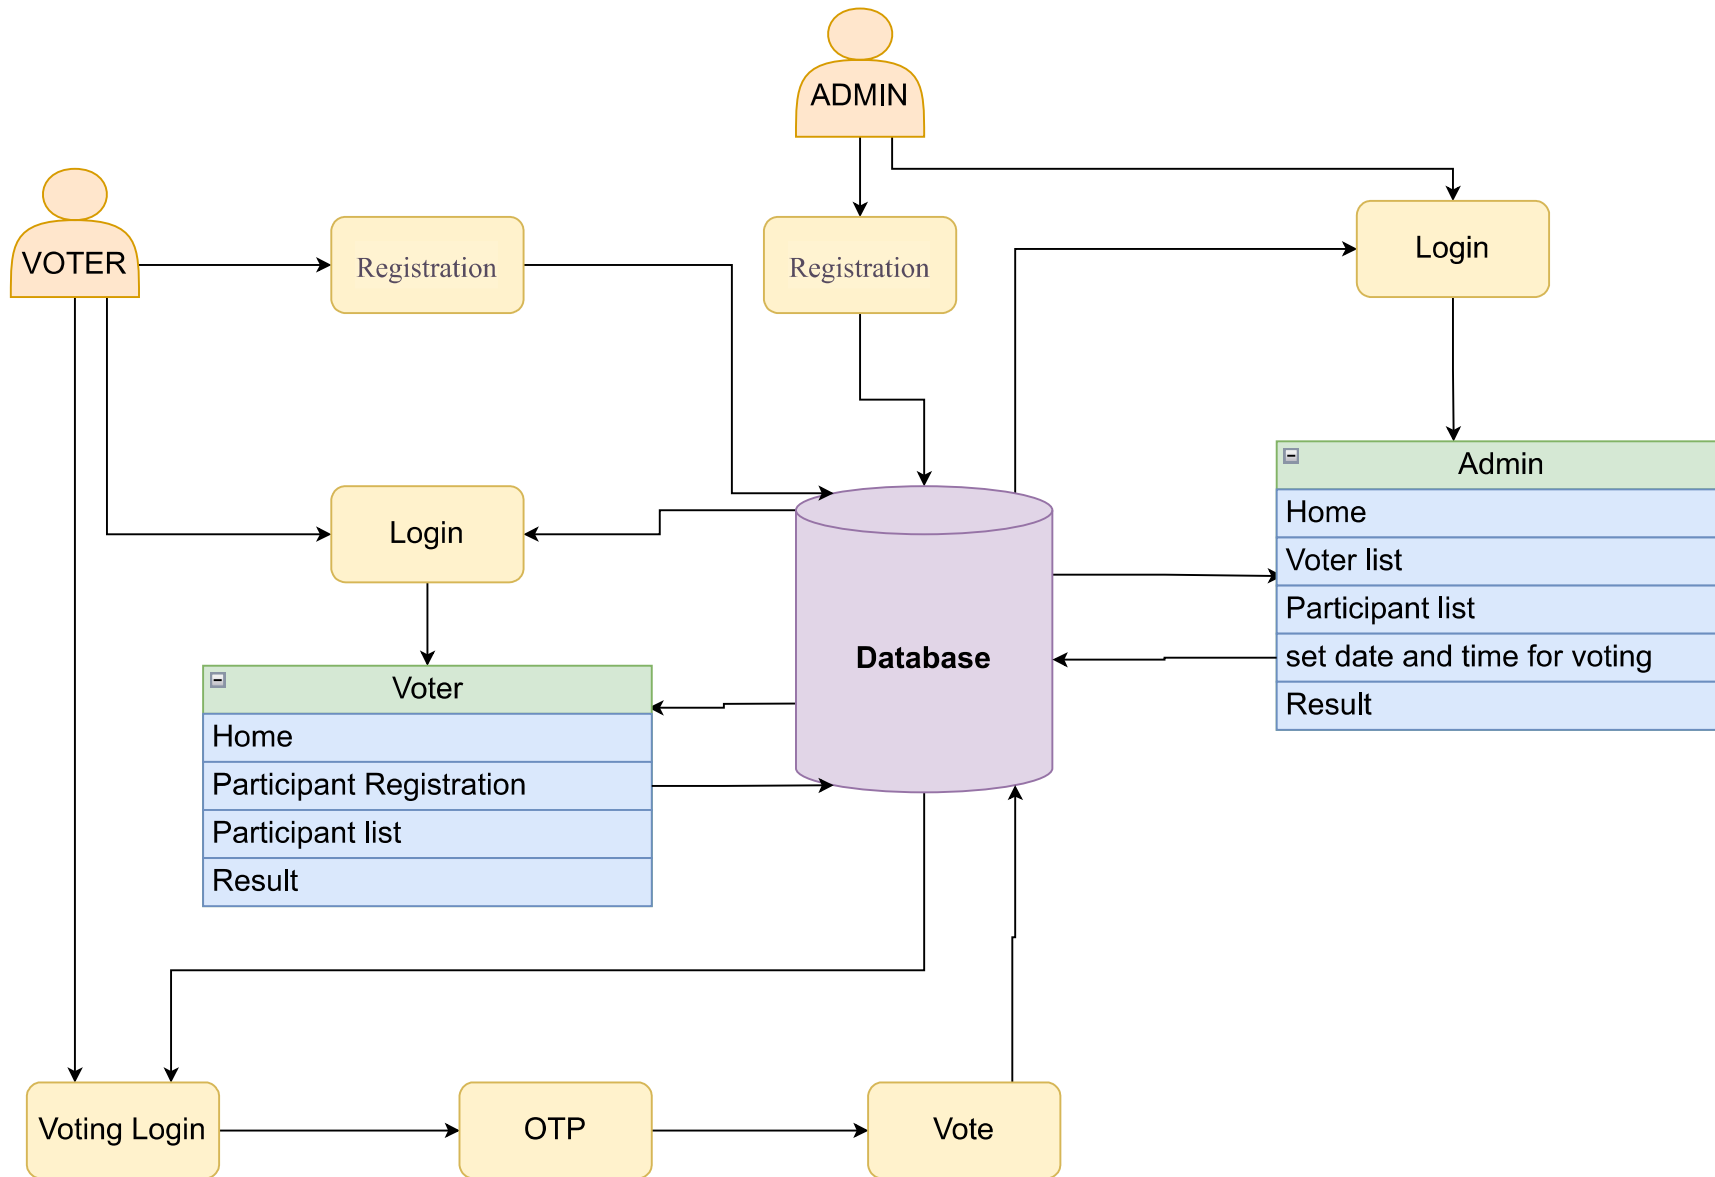 ADMIN
VOTER
Registration
Registration
Login
Login
Database
Admin
Home
Voter list
Participant list
set date and time for voting
Result
Voter
Home
Participant Registration
Participant list
Result
Voting Login
OTP
Vote